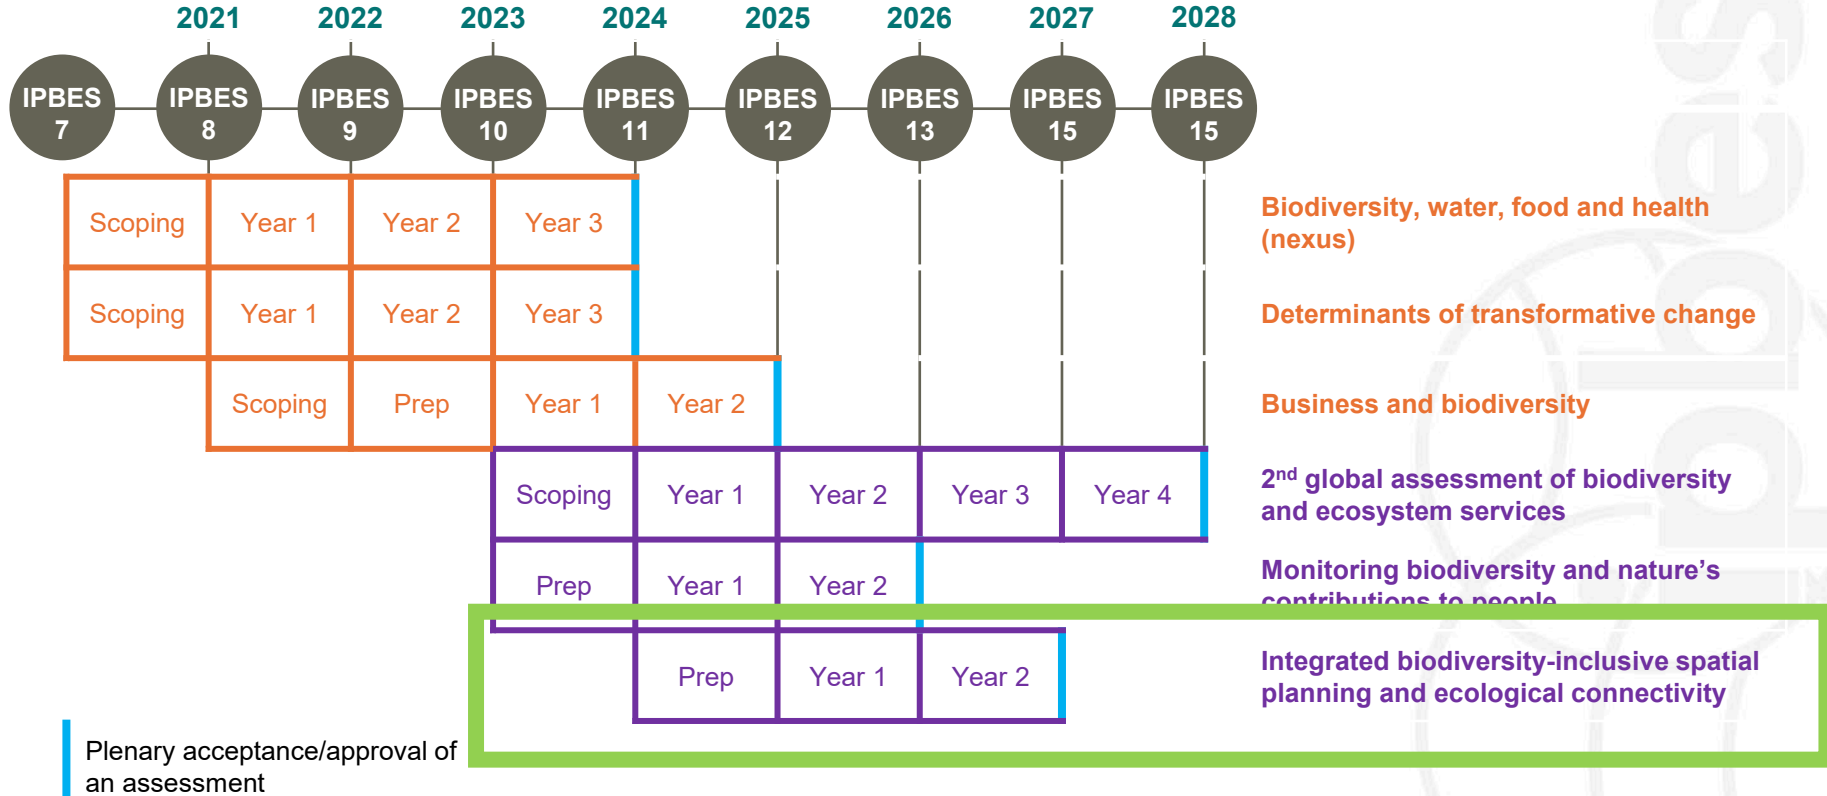 2021 2022 2023 2024 2025 2026 2027 2028
IPBES 7
IPBES 8
IPBES 9
IPBES 10
IPBES 11
IPBES 12
IPBES 13
IPBES 15
IPBES 15
Scoping Year 1 Year 2 Year 3
Biodiversity, water, food and health
(nexus)
Scoping Year 1 Year 2 Year 3
Determinants of transformative change
Scoping Prep Year 1 Year 2
Business and biodiversity
Scoping Year 1 Year 2 Year 3 Year 4
2nd global assessment of biodiversity
and ecosystem services
Prep Year 1 Year 2
Monitoring biodiversity and nature’s
contributions to people
Prep Year 1 Year 2
Integrated biodiversity-inclusive spatial
planning and ecological connectivity
Plenary acceptance/approval of
an assessment
ipbes